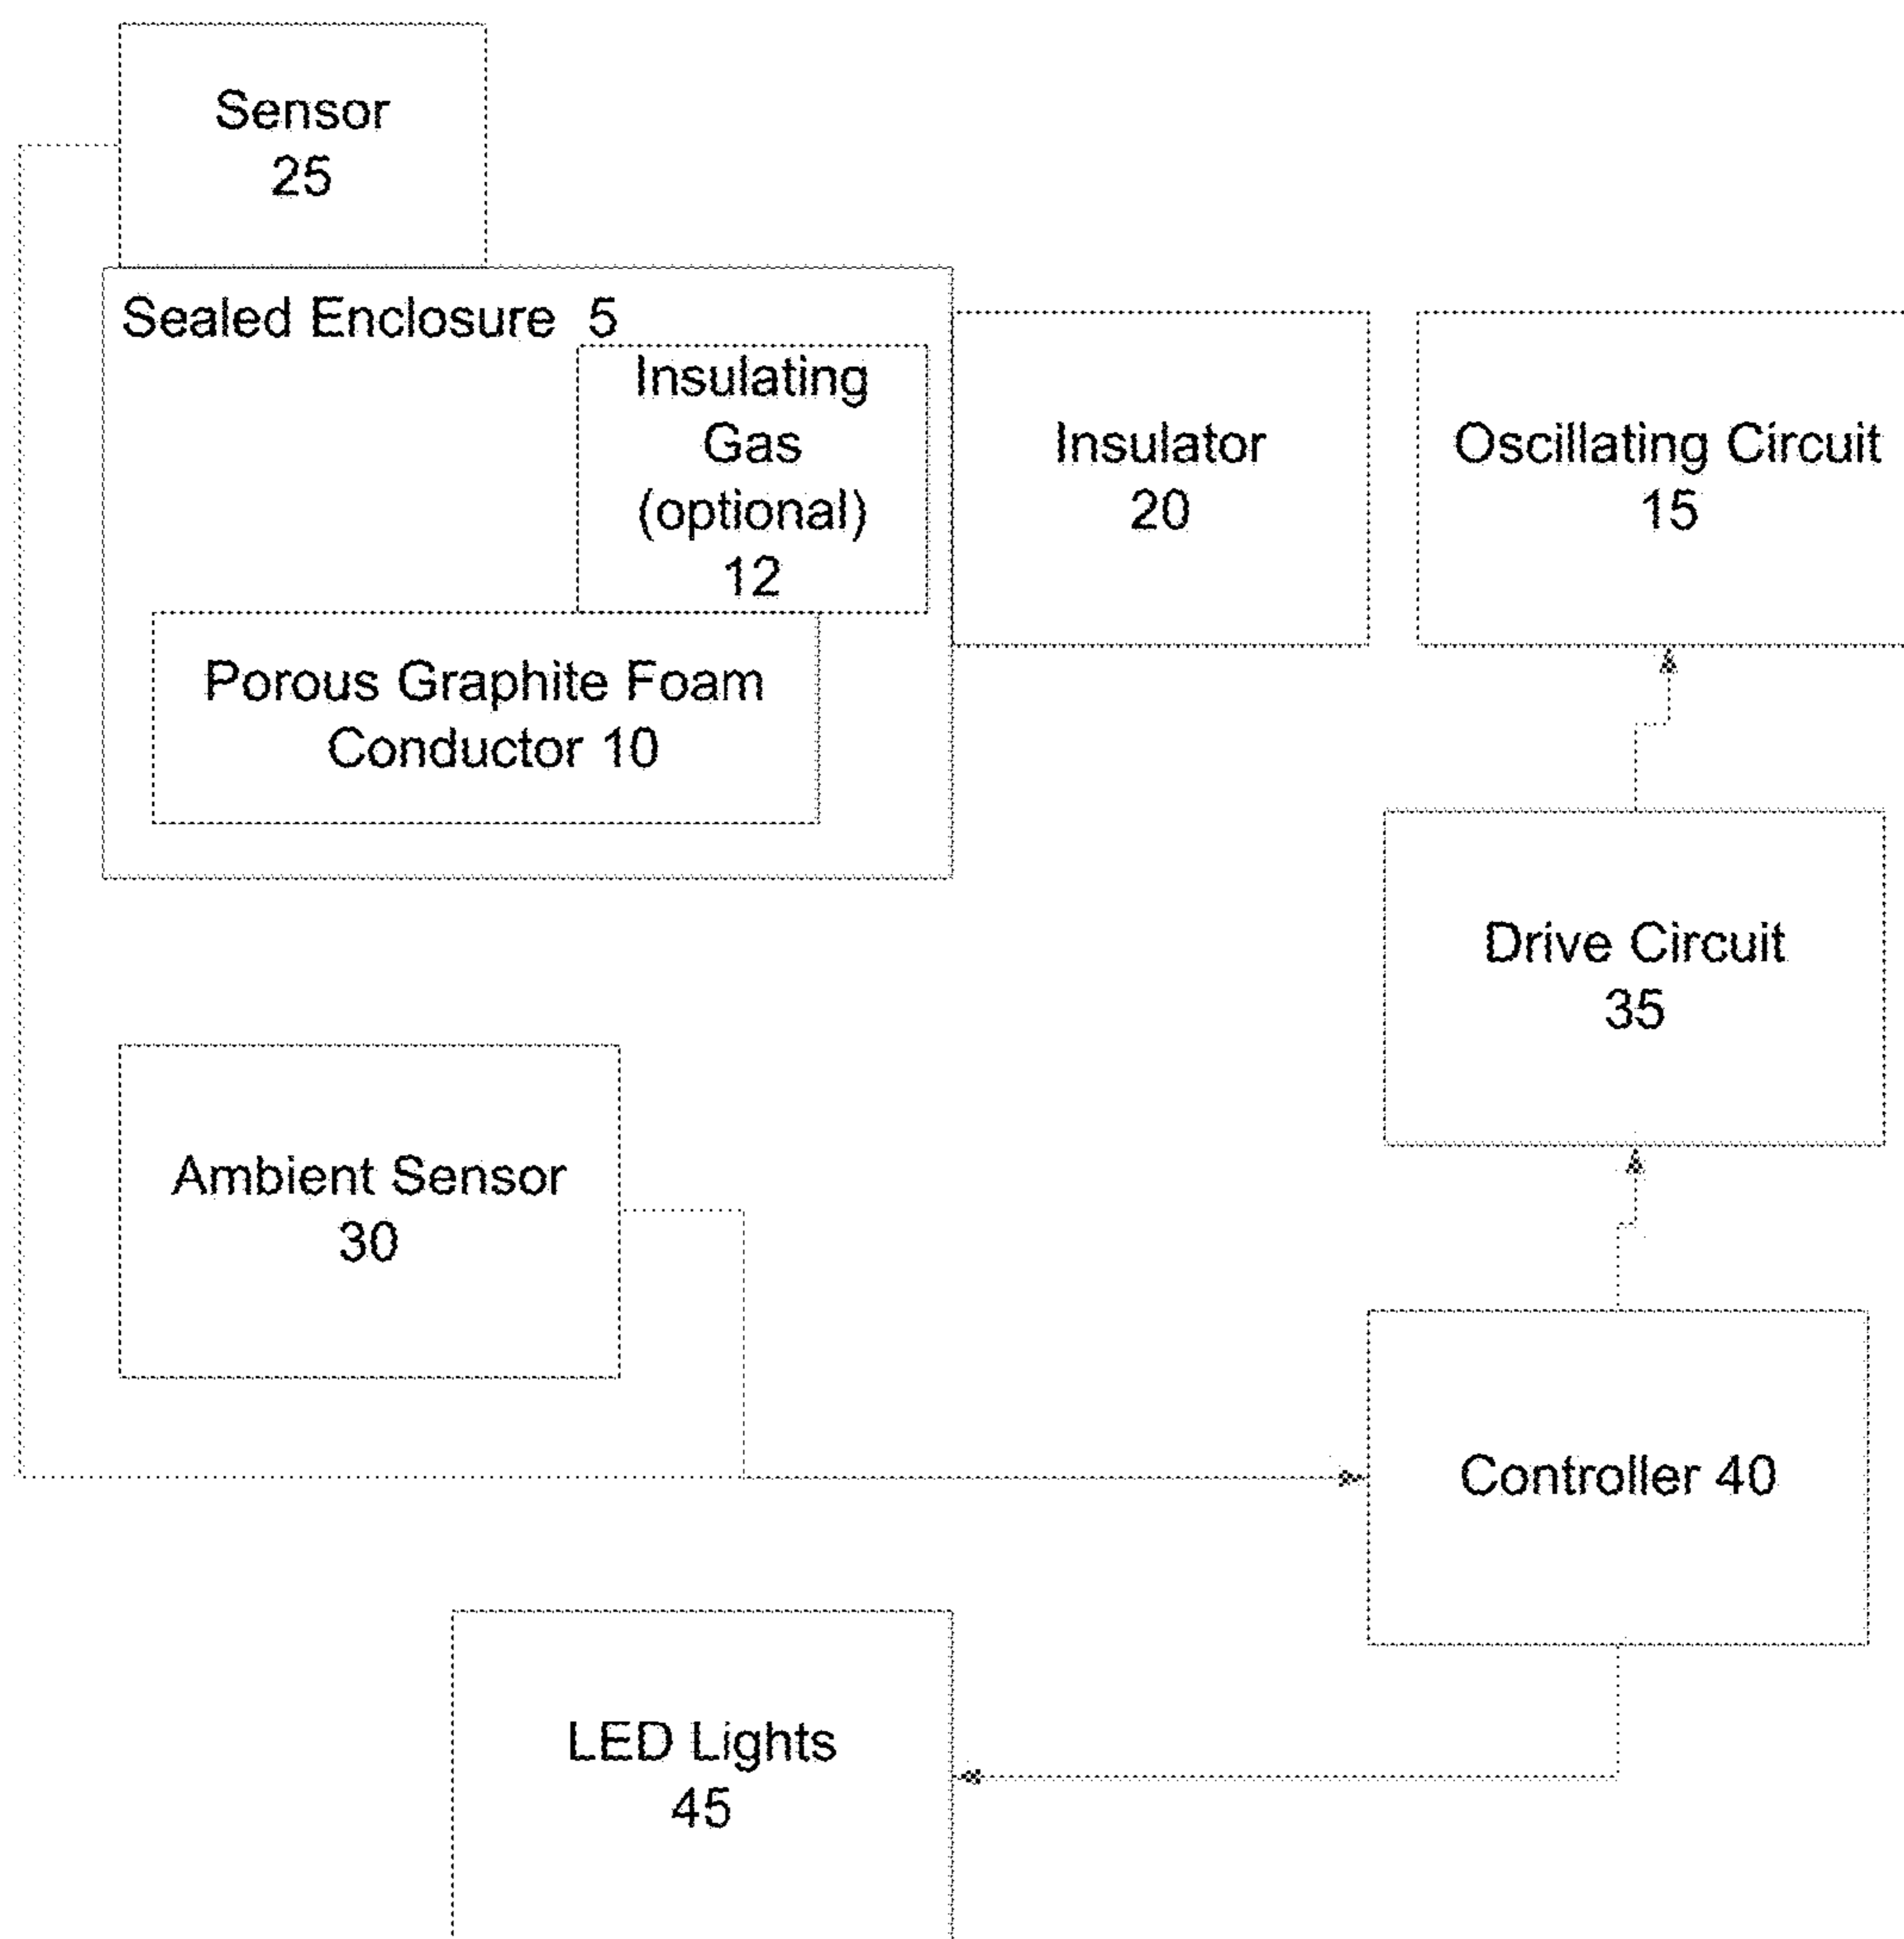 Sensor
25
Sealed Enclosure 5
Insulating
Gas
(optional)
12
Porous Graphite Foam
Conductor 10
Insulator
20
Oscillating Circuit
15
Drive Circuit
35
Ambient Sensor
30
Controller 40
LED Lights
45